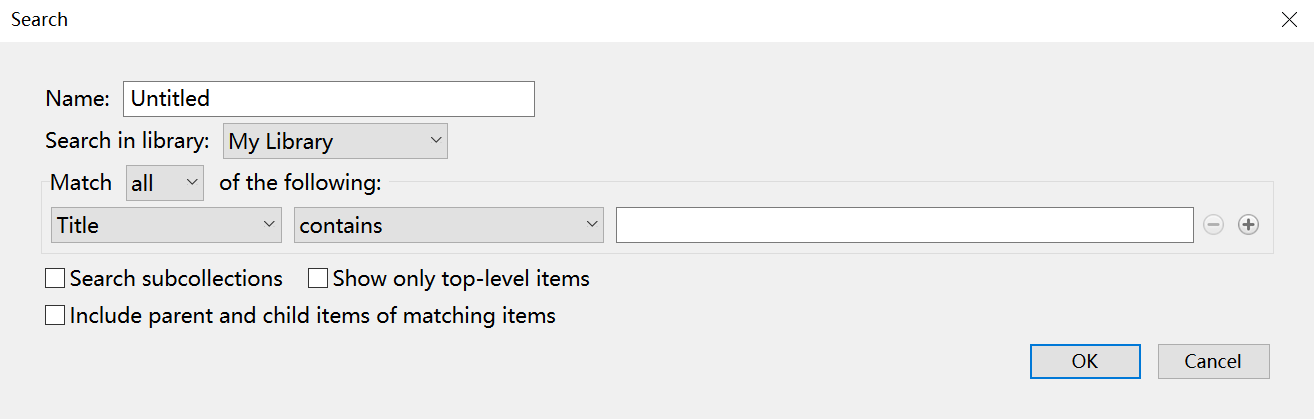 Search
Name: Untitled
Search in library: My Library
Match all of the following:
Title contains
Search subcollections Show only top-level items
Include parent and child items of matching items
OK Cancel